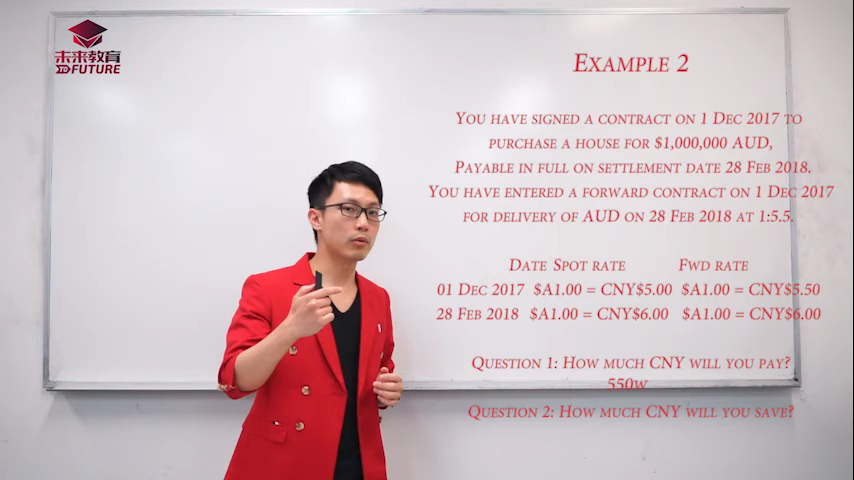 未来教育
TO FUTURE
Example 2
You have signed a contract on 1 Dec 2017 to
purchase a house for $1,000,000 AUD,
Payable in full on settlement date 28 Feb 2018.
You have entered a forward contract on 1 Dec 2017
for delivery of AUD on 28 Feb 2018 at 1:5.5.
Date Spot rate Fwd rate
01 Dec 2017 $A1.00 = CNY$5.00 $A1.00 = CNY$5.50
28 Feb 2018 $A1.00 = CNY$6.00 $A1.00 = CNY$6.00
Question 1: How much CNY will you pay?
550w
Question 2: How much CNY will you save?